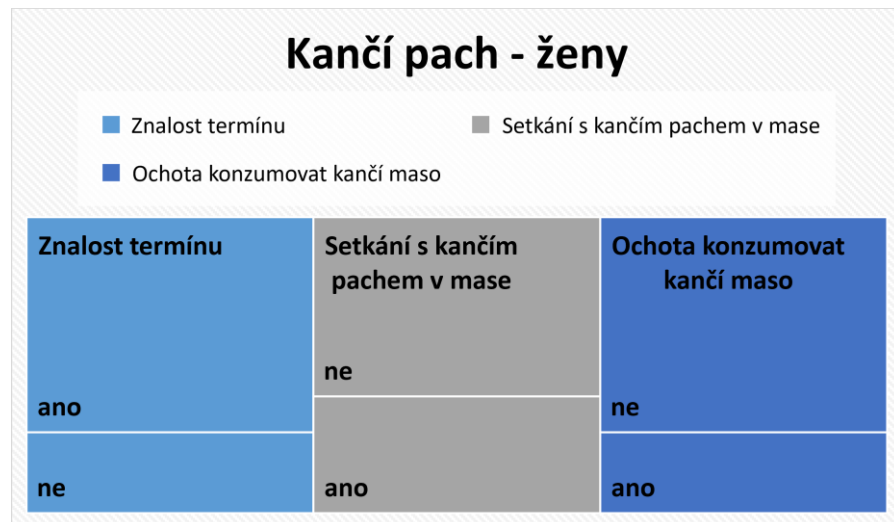 Kančí pach - ženy
Znalost termínu
Setkání s kančím pachem v mase
Ochota konzumovat kančí maso
Znalost termínu
ano
ne
Setkání s kančím
pachem v mase
ne
ano
Ochota konzumovat
kančí maso
ne
ano